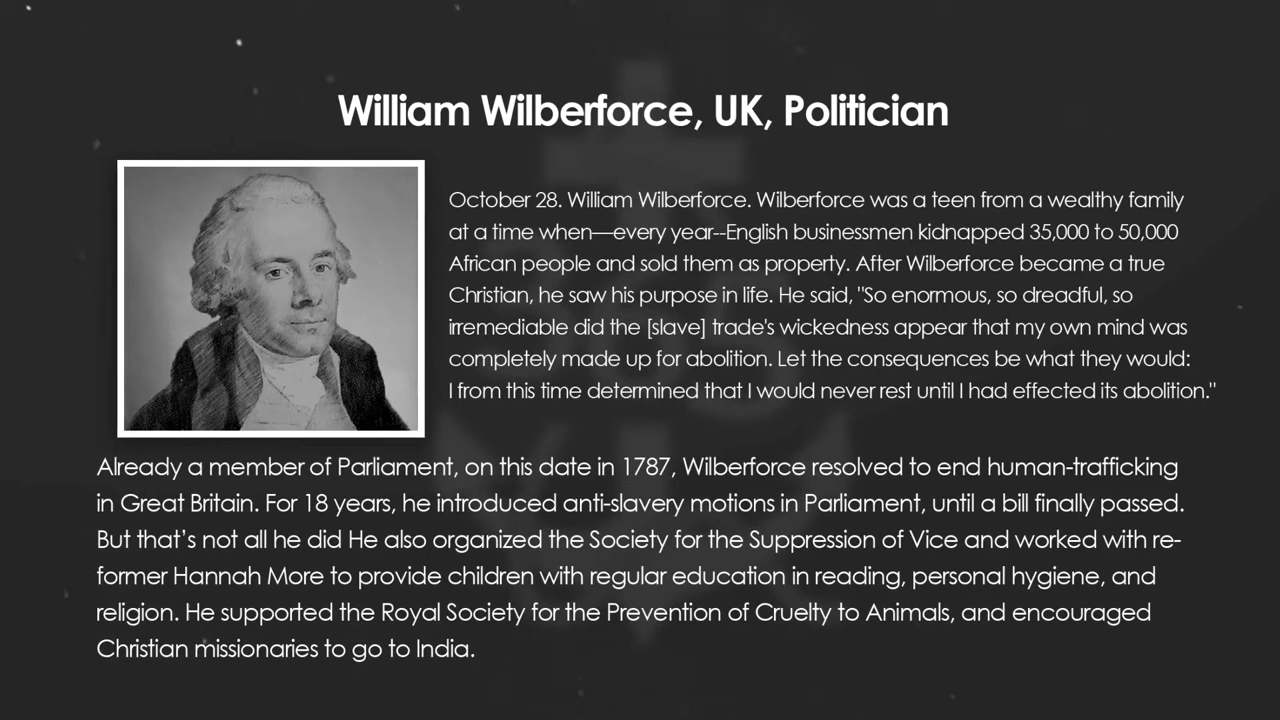 William Wilberforce, UK, Politician
October 28. William Wilberforce. Wilberforce was a teen from a wealthy family
at a time when—every year--English businessmen kidnapped 35,000 to 50,000
African people and sold them as property. After Wilberforce became a true
Christian, he saw his purpose in life. He said, "So enormous, so dreadful, so
irremediable did the [slave] trade's wickedness appear that my own mind was
completely made up for abolition. Let the consequences be what they would:
I from this time determined that I would never rest until I had effected its abolition."
Already a member of Parliament, on this date in 1787, Wilberforce resolved to end human-trafficking
in Great Britain. For 18 years, he introduced anti-slavery motions in Parliament, until a bill finally passed.
But that’s not all he did He also organized the Society for the Suppression of Vice and worked with re-
former Hannah More to provide children with regular education in reading, personal hygiene, and
religion. He supported the Royal Society for the Prevention of Cruelty to Animals, and encouraged
Christian missionaries to go to India.